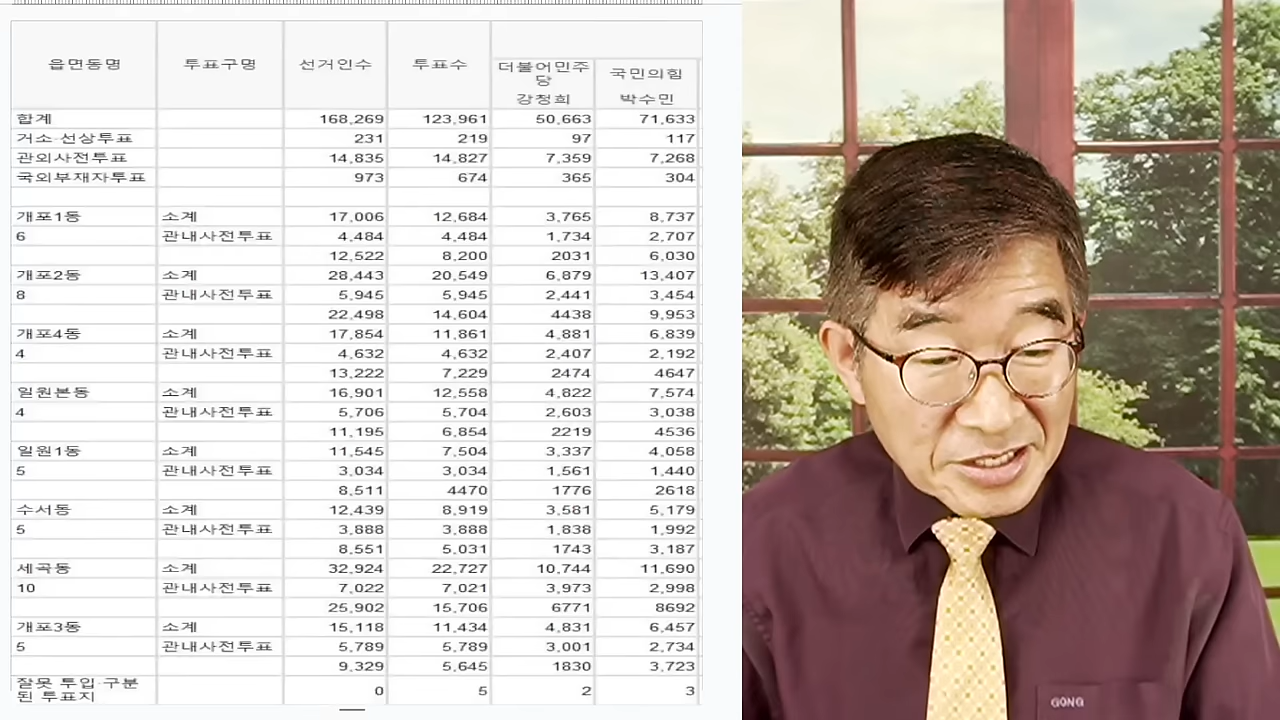 읍면동명 투표구명 선거인수 투표수 더불어민주당 강청희 국민의힘 박수민
합계 168,269 123,961 50,663 71,633
거소·선상투표 231 219 97 117
관외사전투표 14,835 14,827 7,359 7,268
국외부재자투표 973 674 365 304
개포1동 소계 17,006 12,684 3,765 8,737
6 관내사전투표 4,484 4,484 1,734 2,707
12,522 8,200 2031 6,030
개포2동 소계 28,443 20,549 6,879 13,407
8 관내사전투표 5,945 5,945 2,441 3,454
22,498 14,604 4438 9,953
개포4동 소계 17,854 11,861 4,881 6,839
4 관내사전투표 4,632 4,632 2,407 2,192
13,222 7,229 2474 4647
일원본동 소계 16,901 12,558 4,822 7,574
4 관내사전투표 5,706 5,704 2,603 3,038
11,195 6,854 2219 4536
일원1동 소계 11,545 7,504 3,337 4,058
5 관내사전투표 3,034 3,034 1,561 1,440
8,511 4470 1776 2618
수서동 소계 12,439 8,919 3,581 5,179
5 관내사전투표 3,888 3,888 1,838 1,992
8,551 5,031 1743 3,187
세곡동 소계 32,924 22,727 10,744 11,690
10 관내사전투표 7,022 7,021 3,973 2,998
25,902 15,706 6771 8692
개포3동 소계 15,118 11,434 4,831 6,457
5 관내사전투표 5,789 5,789 3,001 2,734
9,329 5,645 1830 3,723
잘못 투입·구분된 투표지 0 5 2 3
GONG